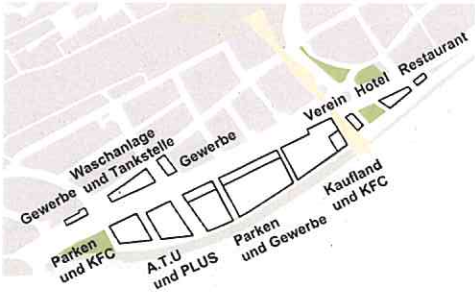 Gewerbe
Waschanlage
und Tankstelle
Gewerbe
Verein
Hotel
Restaurant
Parken
und KFC
A.T.U
und PLUS
Parken
und Gewerbe
Kaufland
und KFC